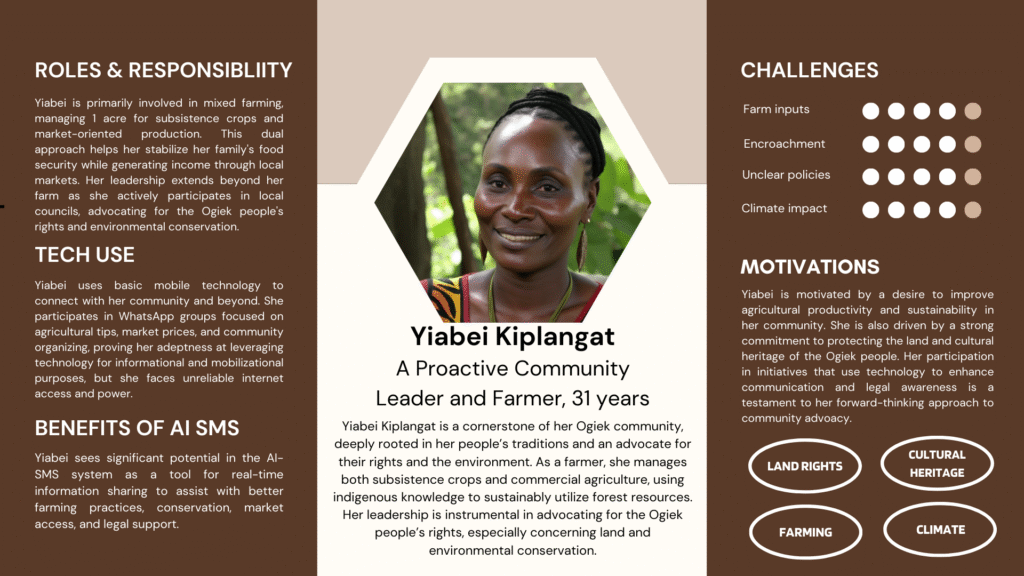 ROLES & RESPONSIBLIITY
Yiabei is primarily involved in mixed farming,
managing 1 acre for subsistence crops and
market-oriented production. This dual
approach helps her stabilize her family's food
security while generating income through local
markets. Her leadership extends beyond her
farm as she actively participates in local
councils, advocating for the Ogiek people's
rights and environmental conservation.
TECH USE
Yiabei uses basic mobile technology to
connect with her community and beyond. She
participates in WhatsApp groups focused on
agricultural tips, market prices, and community
organizing, proving her adeptness at leveraging
technology for informational and mobilizational
purposes, but she faces unreliable internet
access and power.
BENEFITS OF AI SMS
Yiabei sees significant potential in the AI-
SMS system as a tool for real-time
information sharing to assist with better
farming practices, conservation, market
access, and legal support.
Yiabei Kiplangat
A Proactive Community
Leader and Farmer, 31 years
Yiabei Kiplangat is a cornerstone of her Ogiek community,
deeply rooted in her people's traditions and an advocate for
their rights and the environment. As a farmer, she manages
both subsistence crops and commercial agriculture, using
indigenous knowledge to sustainably utilize forest resources.
Her leadership is instrumental in advocating for the Ogiek
people's rights, especially concerning land and
environmental conservation.
CHALLENGES
Farm inputs
Encroachment
Unclear policies
Climate impact
MOTIVATIONS
Yiabei is motivated by a desire to improve
agricultural productivity and sustainability in
her community. She is also driven by a strong
commitment to protecting the land and cultural
heritage of the Ogiek people. Her participation
in initiatives that use technology to enhance
communication and legal awareness is a
testament to her forward-thinking approach to
community advoacy.
LAND RIGHTS
CULTURAL
HERITAGE
FARMING
CLIMATE